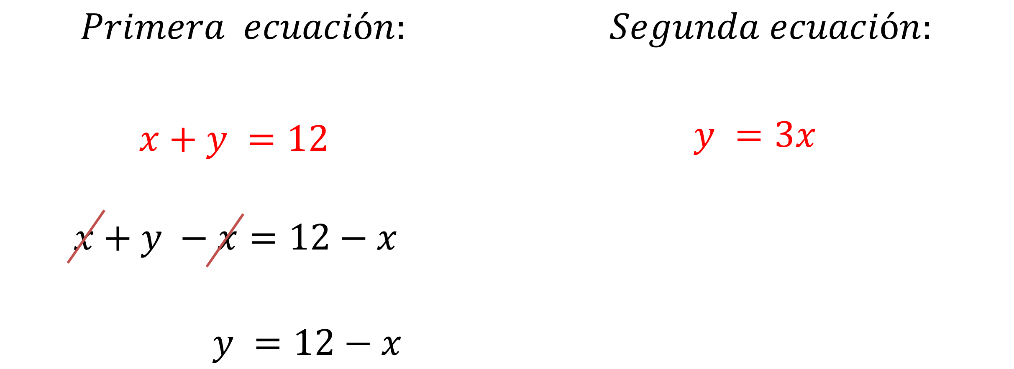 Primera ecuación:
x + y = 12
x + y − x = 12 − x
y = 12 − x
Segunda ecuación:
y = 3x